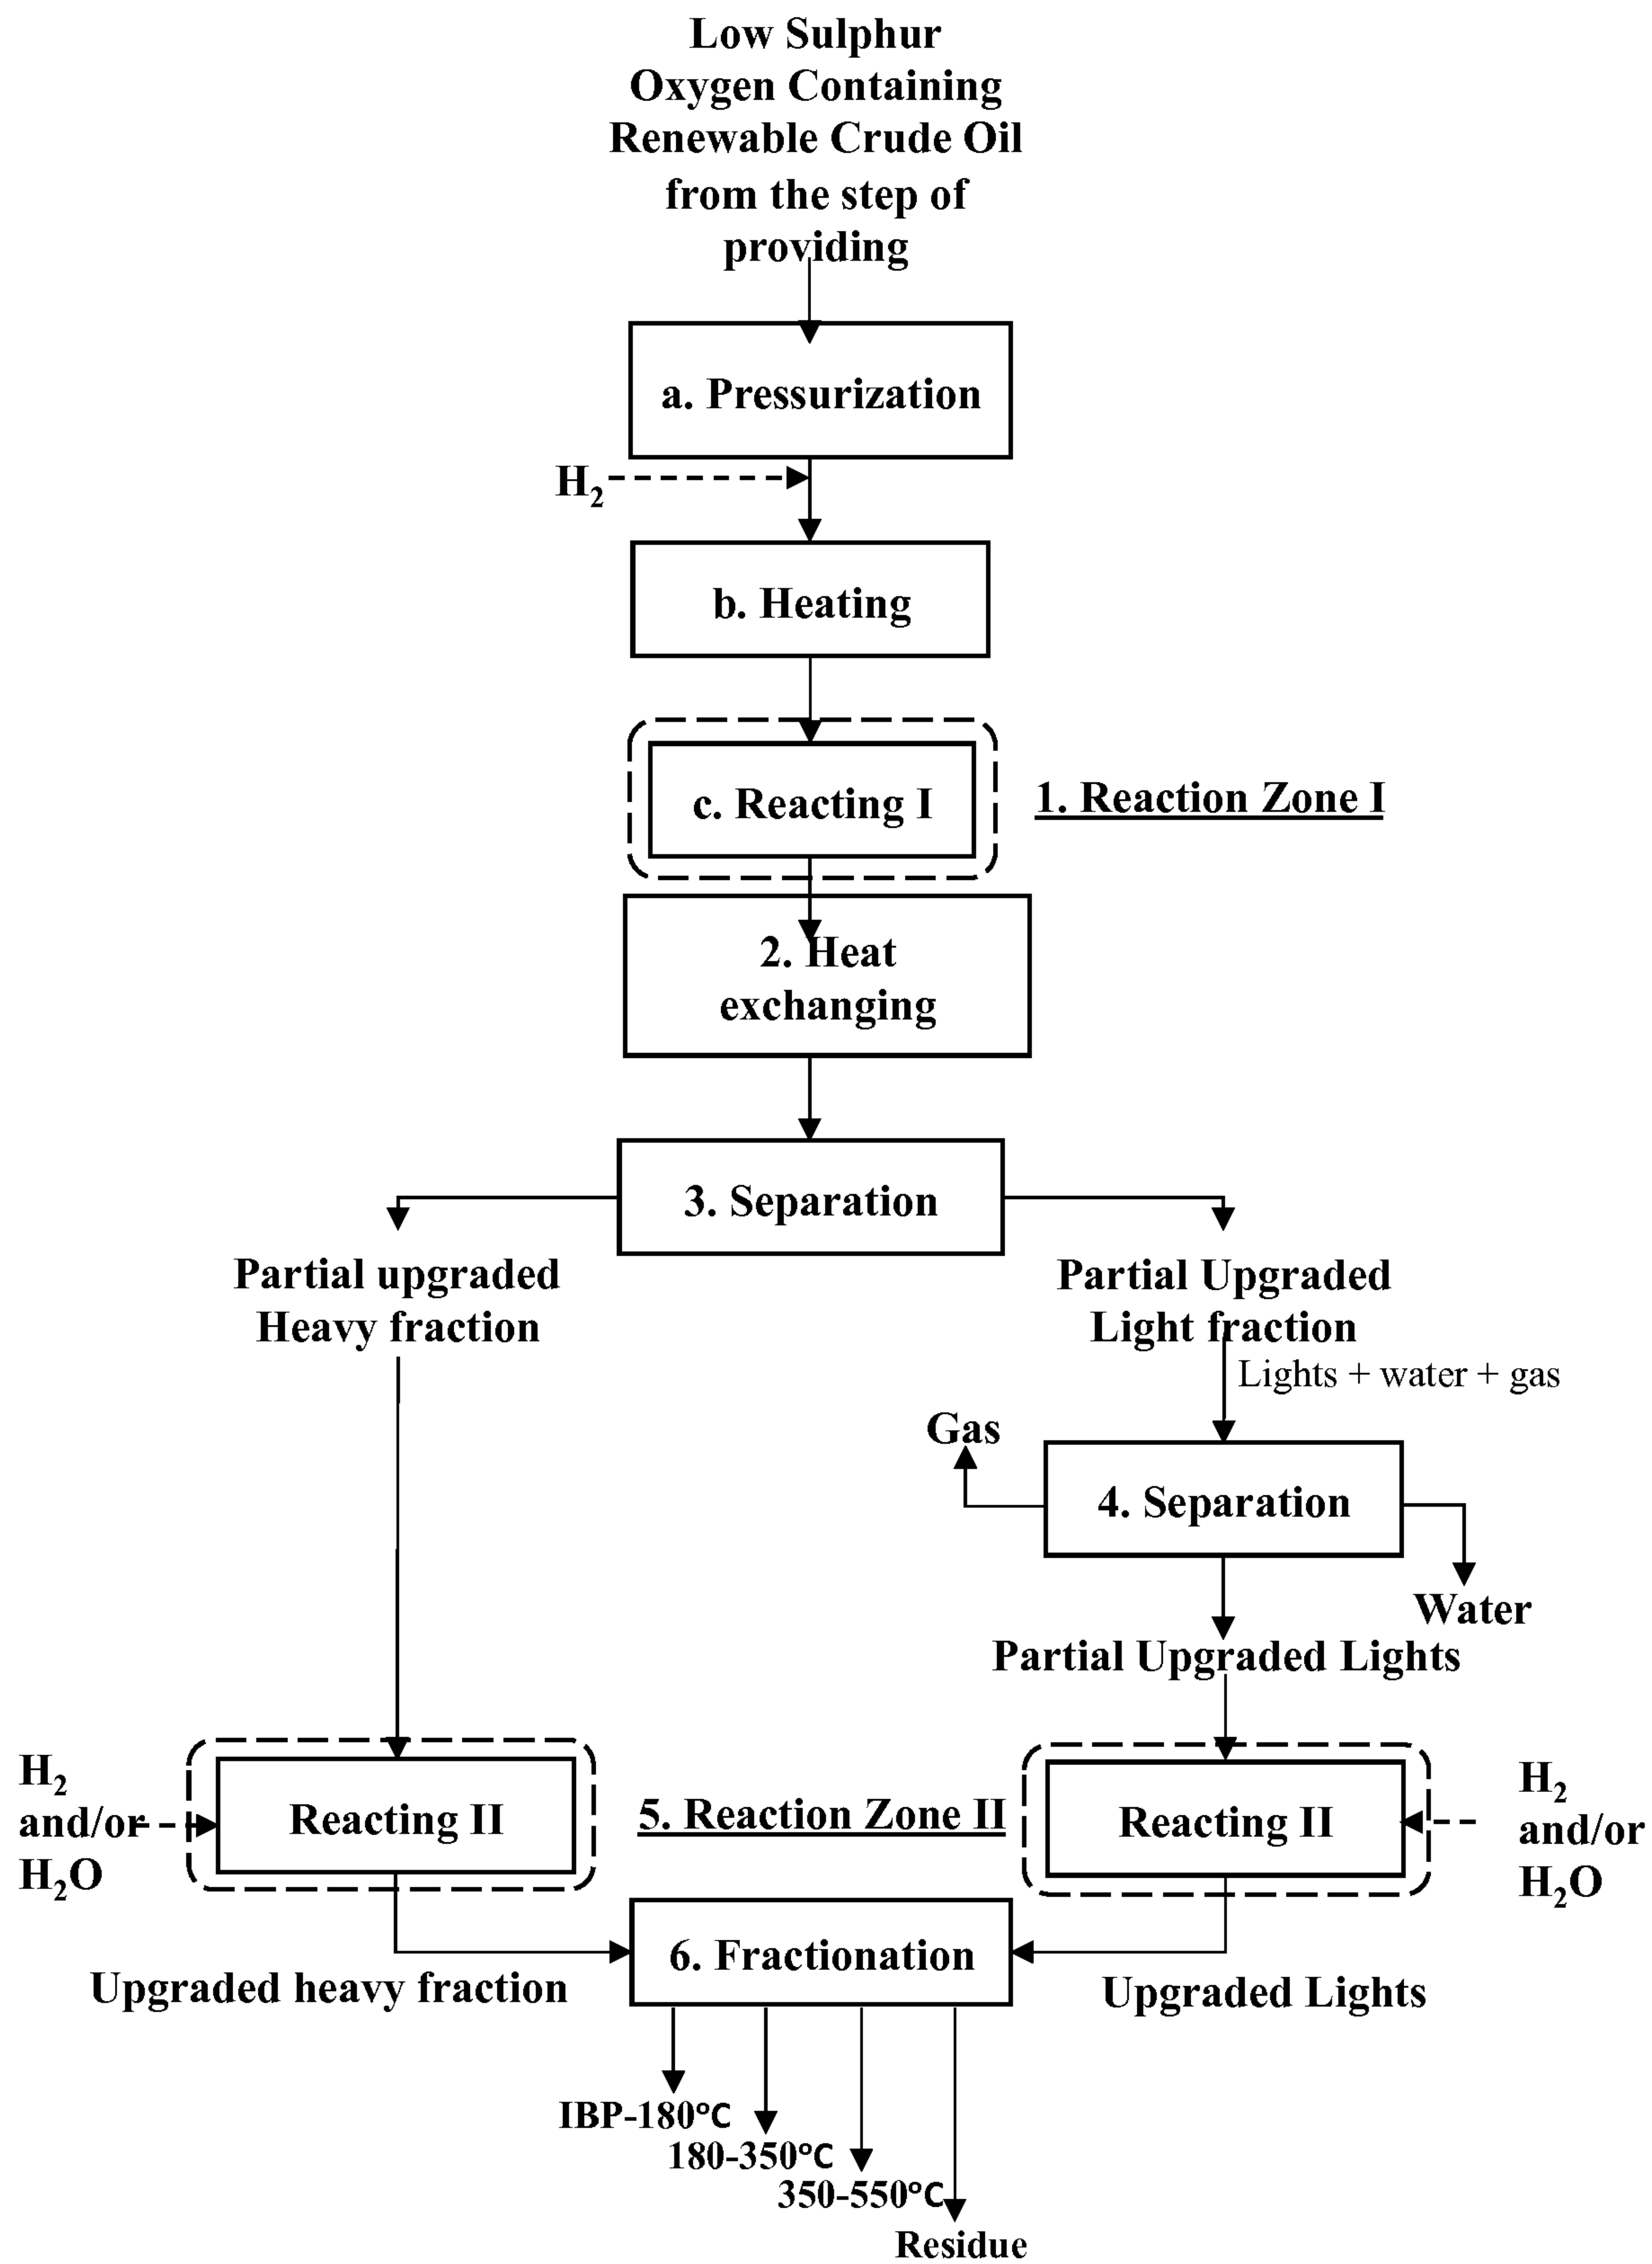 Low Sulphur
Oxygen Containing
Renewable Crude Oil
from the step of
providing
a. Pressurization
H₂
b. Heating
c. Reacting I
1. Reaction Zone I
2. Heat
exchanging
3. Separation
Partial upgraded
Heavy fraction
Partial Upgraded
Light fraction
Lights + water + gas
Gas
4. Separation
Water
Partial Upgraded Lights
H₂
and/or
H₂O
Reacting II
5. Reaction Zone II
Reacting II
H₂
and/or
H₂O
6. Fractionation
Upgraded heavy fraction
Upgraded Lights
IBP-180°C
180-350°C
350-550°C
Residue